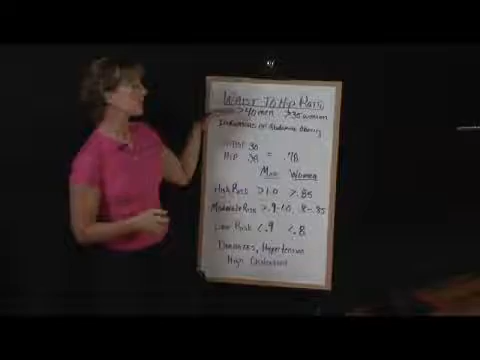 WAIST TO HIP RATIO
>40 men >35 women
Indicators of Abdominal Obesity
WAIST 30
HIP 38 = .78
Men Women
High Risk >1.0 >.85
Moderate Risk >.9-1.0 .8-.85
Low Risk <.9 <.8
Diabetes, Hypertension
High Cholesterol